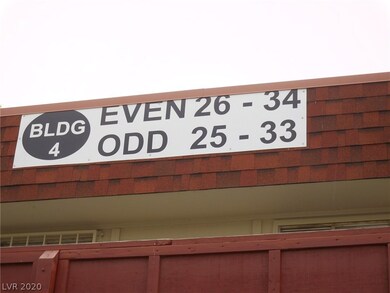 BLDG
4
EVEN 26 - 34
ODD 25 - 33
LVR 2020